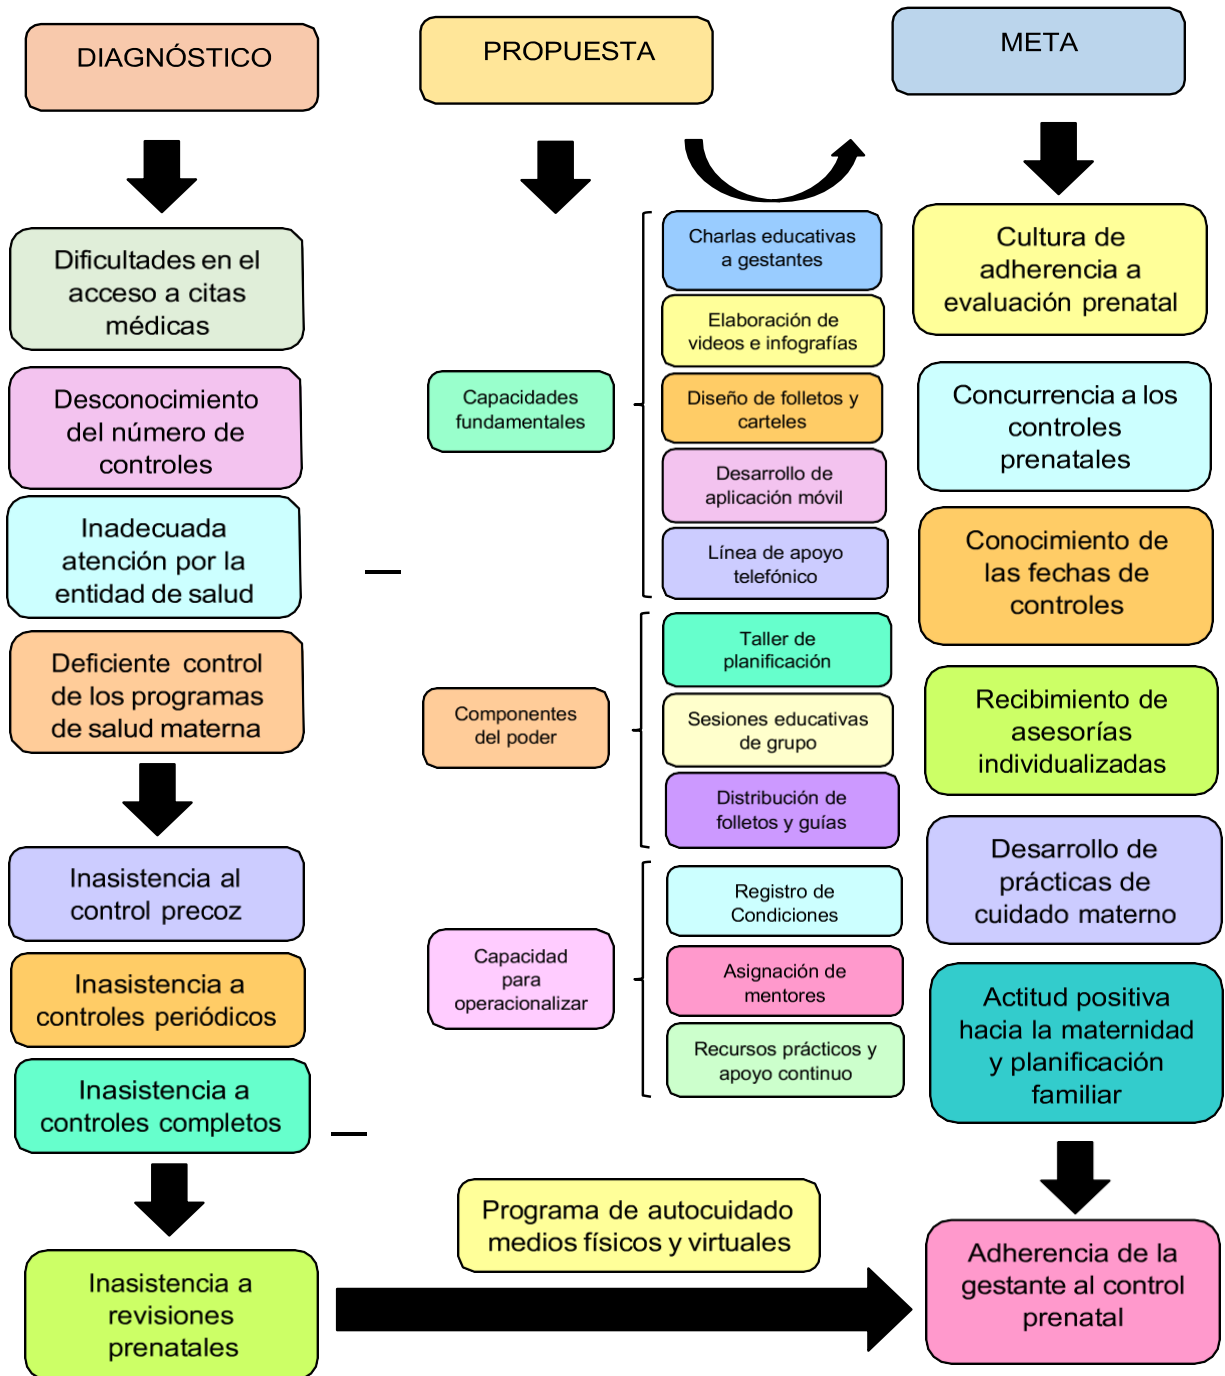 DIAGNÓSTICO
Dificultades en el
acceso a citas
médicas
Desconocimiento
del número de
controles
Inadecuada
atención por la
entidad de salud
Deficiente control
de los programas
de salud materna
Inasistencia al
control precoz
Inasistencia a
controles periódicos
Inasistencia a
controles completos
Inasistencia a
revisiones
prenatales
PROPUESTA
Capacidades
fundamentales
Charlas educativas
a gestantes
Elaboración de
videos e infografías
Diseño de folletos y
carteles
Desarrollo de
aplicación móvil
Línea de apoyo
telefónico
Componentes
del poder
Taller de
planificación
Sesiones educativas
de grupo
Distribución de
folletos y guías
Capacidad
para
operacionalizar
Registro de
Condiciones
Asignación de
mentores
Recursos prácticos y
apoyo continuo
Programa de autocuidado
medios físicos y virtuales
META
Cultura de
adherencia a
evaluación prenatal
Concurrencia a los
controles
prenatales
Conocimiento de
las fechas de
controles
Recibimiento de
asesorías
individualizadas
Desarrollo de
prácticas de
cuidado materno
Actitud positiva
hacia la maternidad
y planificación
familiar
Adherencia de la
gestante al control
prenatal